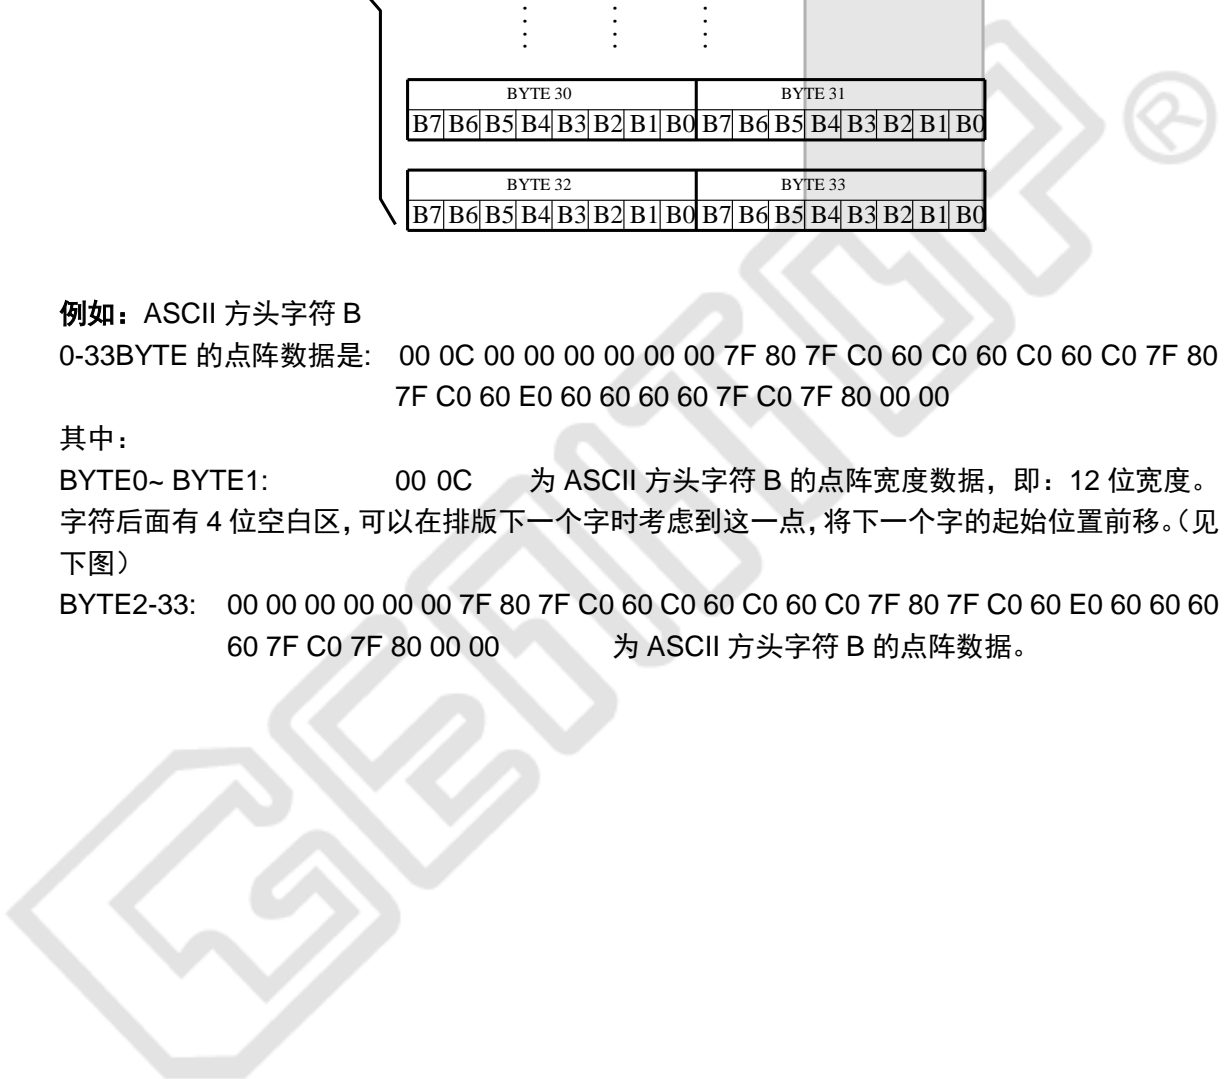 BYTE 30 BYTE 31
B7 B6 B5 B4 B3 B2 B1 B0 B7 B6 B5 B4 B3 B2 B1 B0
BYTE 32 BYTE 33
B7 B6 B5 B4 B3 B2 B1 B0 B7 B6 B5 B4 B3 B2 B1 B0
例如：ASCII 方头字符 B
0-33BYTE 的点阵数据是: 00 0C 00 00 00 00 00 00 7F 80 7F C0 60 C0 60 C0 60 C0 7F 80
7F C0 60 E0 60 60 60 60 7F C0 7F 80 00 00
其中：
BYTE0~ BYTE1: 00 0C 为 ASCII 方头字符 B 的点阵宽度数据，即：12 位宽度。
字符后面有 4 位空白区，可以在排版下一个字时考虑到这一点，将下一个字的起始位置前移。（见
下图）
BYTE2-33: 00 00 00 00 00 00 7F 80 7F C0 60 C0 60 C0 60 C0 7F 80 7F C0 60 E0 60 60 60
60 7F C0 7F 80 00 00 为 ASCII 方头字符 B 的点阵数据。
GENITOP ®